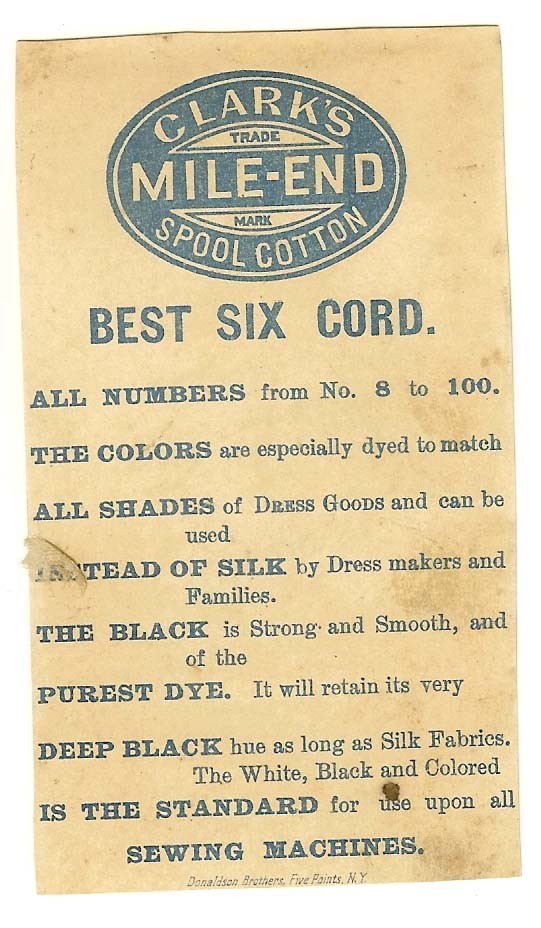 CLARK'S
TRADE
MILE-END
MARK
SPOOL COTTON
BEST SIX CORD.
ALL NUMBERS from No. 8 to 100.
THE COLORS are especially dyed to match
ALL SHADES of DRESS GOODS and can be
used
INSTEAD OF SILK by Dress makers and
Families.
THE BLACK is Strong and Smooth, and
of the
PUREST DYE. It will retain its very
DEEP BLACK hue as long as Silk Fabrics.
The White, Black and Colored
IS THE STANDARD for use upon all
SEWING MACHINES.
Donaldson Brothers, Five Points, N.Y.